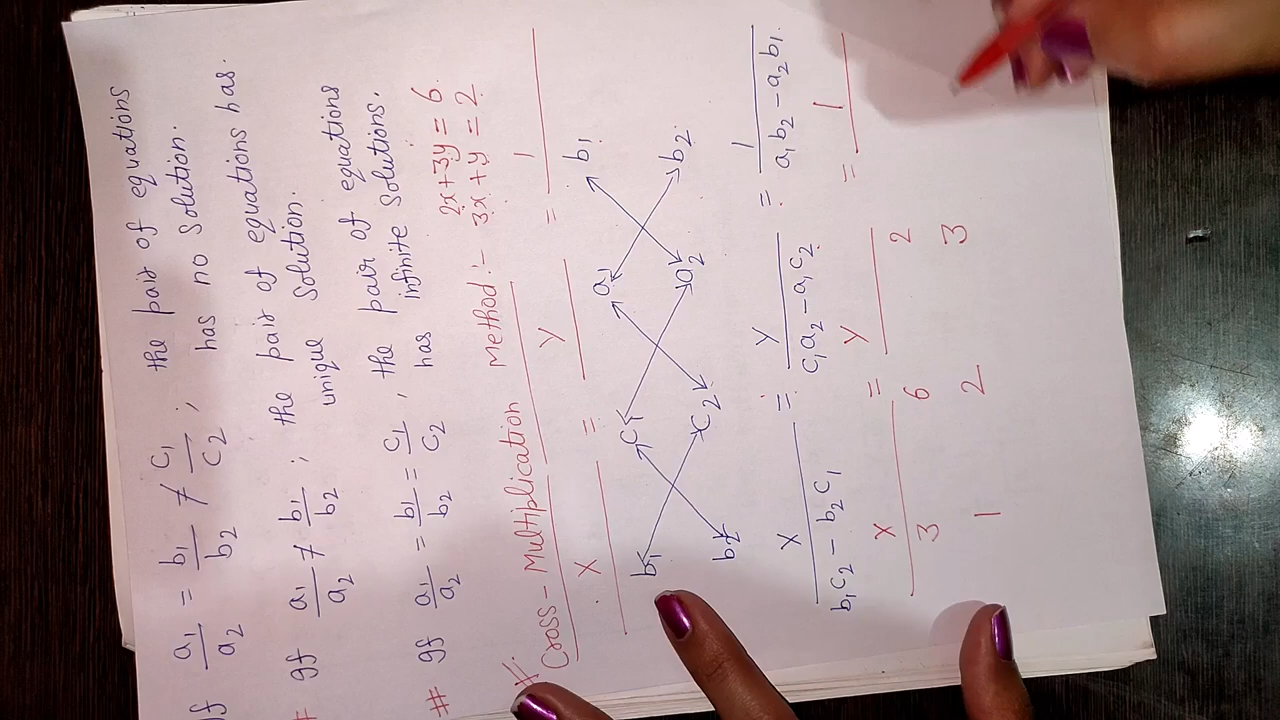 If a1/a2 = b1/b2 ≠ c1/c2 ; the pair of equations
has no solution.
# If a1/a2 ≠ b1/b2 ; the pair of equations has
unique solution.
# If a1/a2 = b1/b2 = c1/c2 , the pair of equations
has infinite solutions.
# Cross-Multiplication Method:- 2x+3y = 6
3x+y = 2
x = y = 1
b1 c1 a1 b1
b2 c2 a2 b2
x/(b1c2 - b2c1) = y/(c1a2 - a1c2) = 1/(a1b2 - a2b1)
x = y = 1
3 6 2
1 2 3